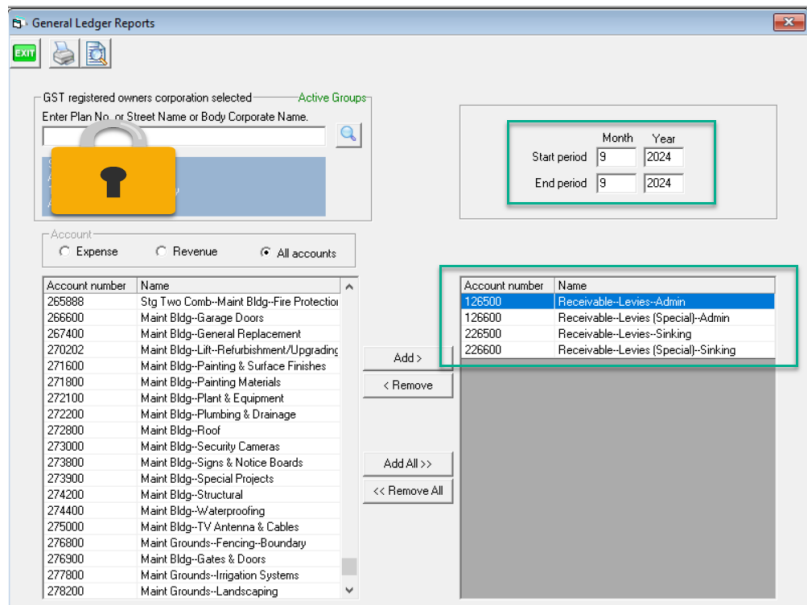 General Ledger Reports
EXIT
GST registered owners corporation selected Active Groups
Enter Plan No. or Street Name or Body Corporate Name.
Month Year
Start period 9 2024
End period 9 2024
Account
Expense Revenue All accounts
Account number Name
265888 Stg Two Comb--Maint Bldg--Fire Protection
266600 Maint Bldg--Garage Doors
267400 Maint Bldg--General Replacement
270202 Maint Bldg--Lift--Refurbishment/Upgrading
271600 Maint Bldg--Painting & Surface Finishes
271800 Maint Bldg--Painting Materials
272100 Maint Bldg--Plant & Equipment
272200 Maint Bldg--Plumbing & Drainage
272800 Maint Bldg--Roof
273000 Maint Bldg--Security Cameras
273800 Maint Bldg--Signs & Notice Boards
273900 Maint Bldg--Special Projects
274200 Maint Bldg--Structural
274400 Maint Bldg--Waterproofing
275000 Maint Bldg--TV Antenna & Cables
276800 Maint Grounds--Fencing--Boundary
276900 Maint Bldg--Gates & Doors
277800 Maint Grounds--Irrigation Systems
278200 Maint Grounds--Landscaping
Add >
< Remove
Add All >>
<< Remove All
Account number Name
126500 Receivable--Levies--Admin
126600 Receivable--Levies (Special)--Admin
226500 Receivable--Levies--Sinking
226600 Receivable--Levies (Special)--Sinking